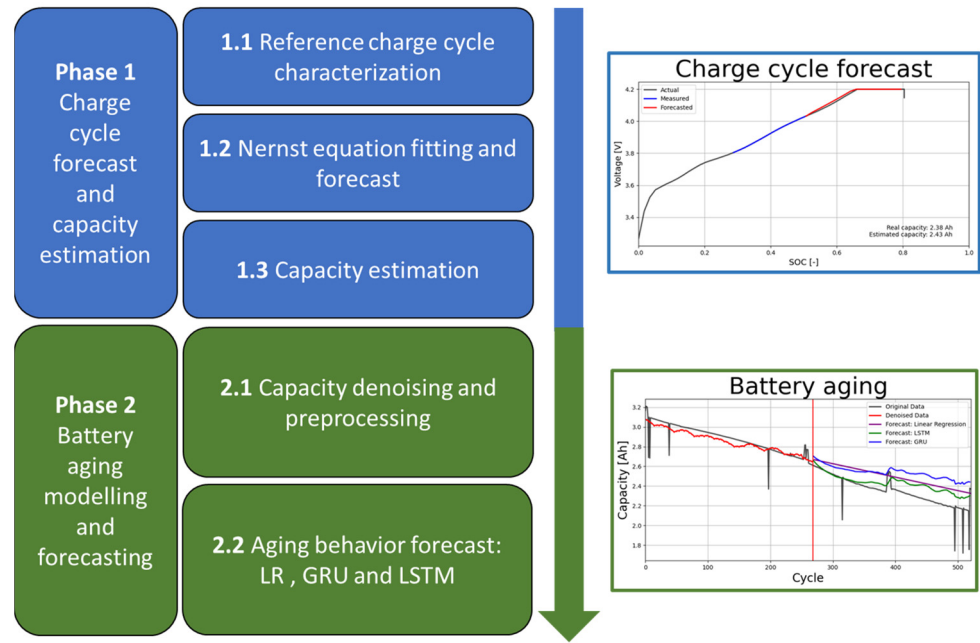 Phase 1
Charge
cycle
forecast
and
capacity
estimation
1.1 Reference charge cycle
characterization
1.2 Nernst equation fitting and
forecast
1.3 Capacity estimation
Phase 2
Battery
aging
modelling
and
forecasting
2.1 Capacity denoising and
preprocessing
2.2 Aging behavior forecast:
LR , GRU and LSTM
Charge cycle forecast
Actual
Measured
Forecasted
Voltage [V]
4.2
4.0
3.8
3.6
3.4
Real capacity: 2.38 Ah
Estimated capacity: 2.43 Ah
0.0 0.2 0.4 0.6 0.8 1.0
SOC [-]
Battery aging
Original Data
Denoised Data
Forecast: Linear Regression
Forecast: LSTM
Forecast: GRU
Capacity [Ah]
3.2
3.0
2.8
2.6
2.4
2.2
2.0
1.8
0 100 200 300 400 500
Cycle